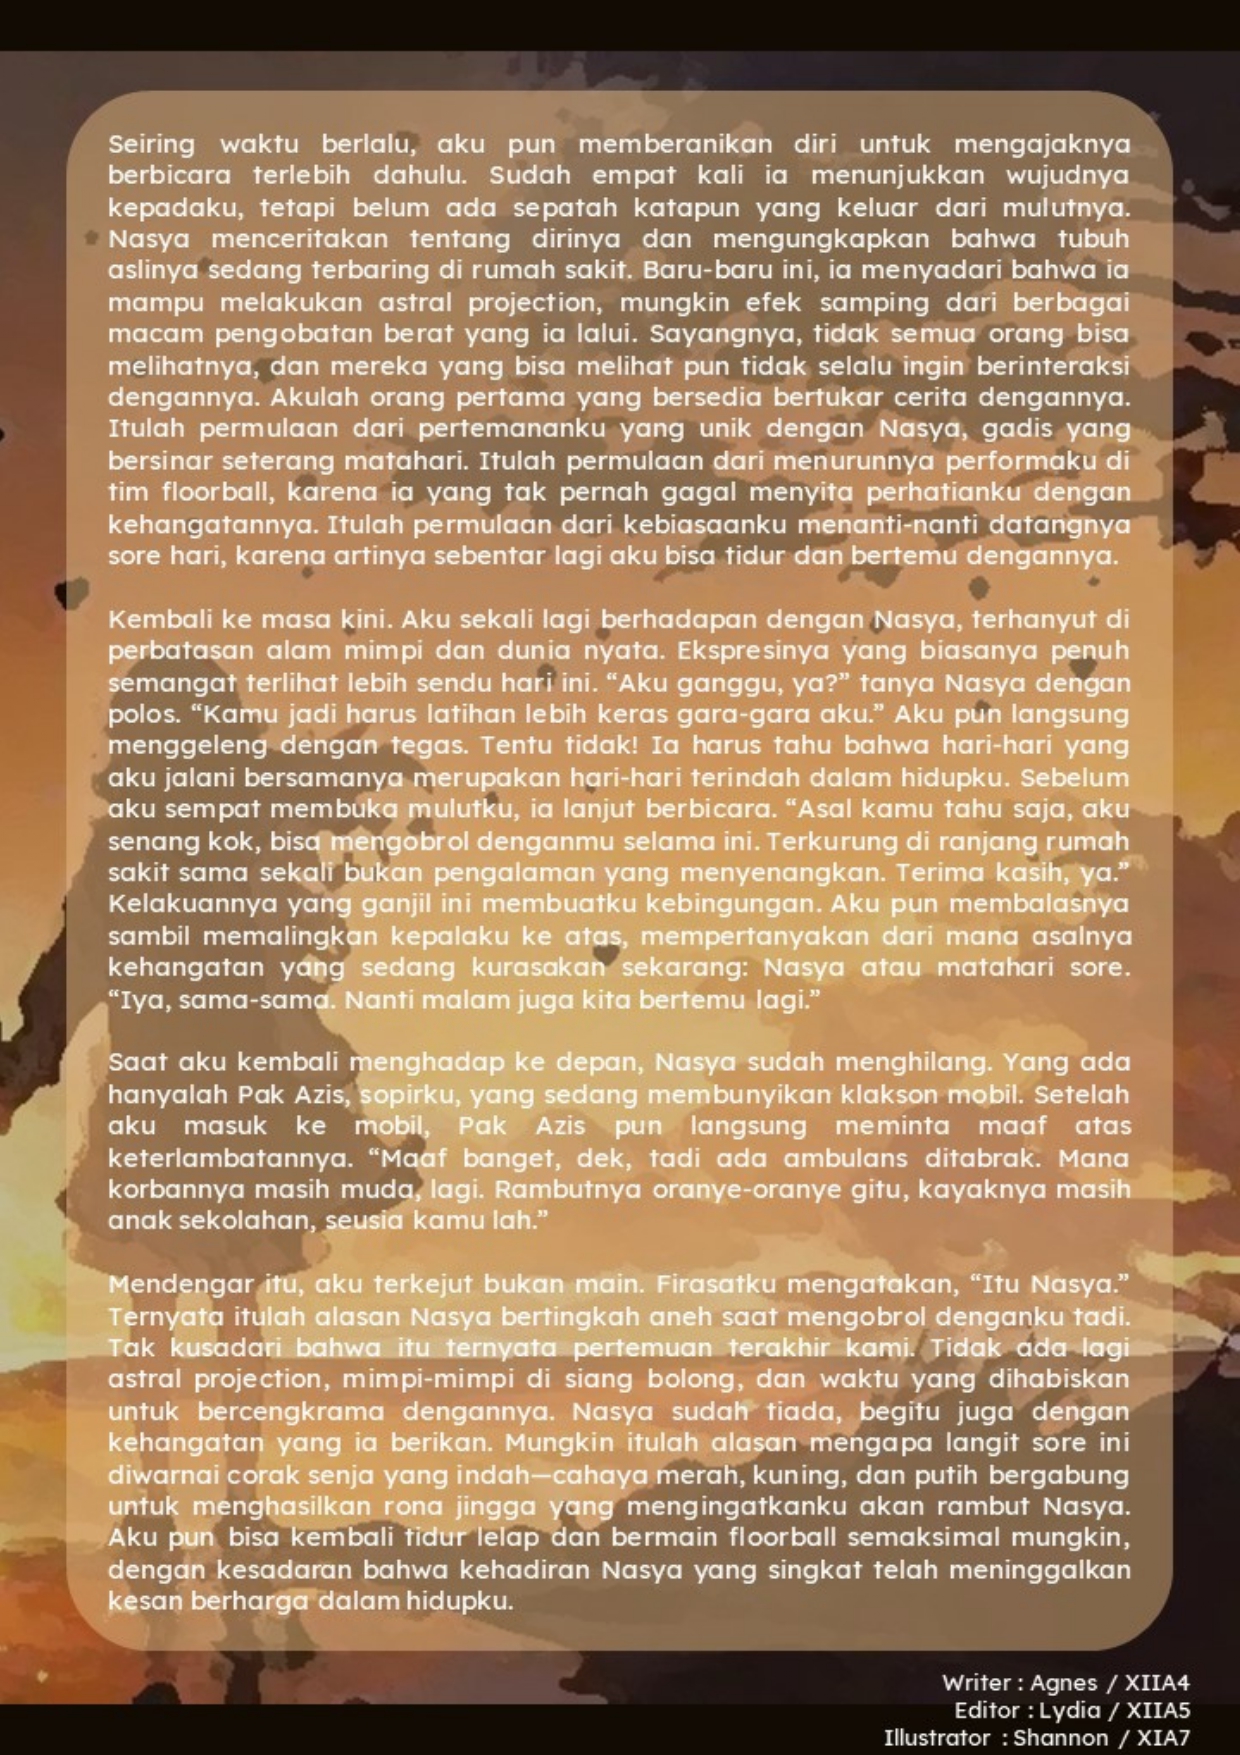 Seiring waktu berlalu, aku pun memberanikan diri untuk mengajaknya
berbicara terlebih dahulu. Sudah empat kali ia menunjukkan wujudnya
kepadaku, tetapi belum ada sepatah katapun yang keluar dari mulutnya.
Nasya menceritakan tentang dirinya dan mengungkapkan bahwa tubuh
aslinya sedang terbaring di rumah sakit. Baru-baru ini, ia menyadari bahwa ia
mampu melakukan astral projection, mungkin efek samping dari berbagai
macam pengobatan berat yang ia lalui. Sayangnya, tidak semua orang bisa
melihatnya, dan mereka yang bisa melihat pun tidak selalu ingin berinteraksi
dengannya. Akulah orang pertama yang bersedia bertukar cerita dengannya.
Itulah permulaan dari pertemananku yang unik dengan Nasya, gadis yang
bersinar seterang matahari. Itulah permulaan dari menurunnya performaku di
tim floorball, karena ia yang tak pernah gagal menyita perhatianku dengan
kehangatannya. Itulah permulaan dari kebiasaanku menanti-nanti datangnya
sore hari, karena artinya sebentar lagi aku bisa tidur dan bertemu dengannya.
Kembali ke masa kini. Aku sekali lagi berhadapan dengan Nasya, terhanyut di
perbatasan alam mimpi dan dunia nyata. Ekspresinya yang biasanya penuh
semangat terlihat lebih sendu hari ini. “Aku ganggu, ya?” tanya Nasya dengan
polos. “Kamu jadi harus latihan lebih keras gara-gara aku.” Aku pun langsung
menggeleng dengan tegas. Tentu tidak! Ia harus tahu bahwa hari-hari yang
aku jalani bersamanya merupakan hari-hari terindah dalam hidupku. Sebelum
aku sempat membuka mulutku, ia lanjut berbicara. “Asal kamu tahu saja, aku
senang kok, bisa mengobrol denganmu selama ini. Terkurung di ranjang rumah
sakit sama sekali bukan pengalaman yang menyenangkan. Terima kasih, ya.”
Kelakuannya yang ganjil ini membuatku kebingungan. Aku pun membalasnya
sambil memalingkan kepalaku ke atas, mempertanyakan dari mana asalnya
kehangatan yang sedang kurasakan sekarang: Nasya atau matahari sore.
“Iya, sama-sama. Nanti malam juga kita bertemu lagi.”
Saat aku kembali menghadap ke depan, Nasya sudah menghilang. Yang ada
hanyalah Pak Azis, sopirku, yang sedang membunyikan klakson mobil. Setelah
aku masuk ke mobil, Pak Azis pun langsung meminta maaf atas
keterlambatannya. “Maaf banget, dek, tadi ada ambulans ditabrak. Mana
korbannya masih muda, lagi. Rambutnya oranye-oranye gitu, kayaknya masih
anak sekolahan, seusia kamu lah.”
Mendengar itu, aku terkejut bukan main. Firasatku mengatakan, “Itu Nasya.”
Ternyata itulah alasan Nasya bertingkah aneh saat mengobrol denganku tadi.
Tak kusadari bahwa itu ternyata pertemuan terakhir kami. Tidak ada lagi
astral projection, mimpi-mimpi di siang bolong, dan waktu yang dihabiskan
untuk bercengkrama dengannya. Nasya sudah tiada, begitu juga dengan
kehangatan yang ia berikan. Mungkin itulah alasan mengapa langit sore ini
diwarnai corak senja yang indah—cahaya merah, kuning, dan putih bergabung
untuk menghasilkan rona jingga yang mengingatkanku akan rambut Nasya.
Aku pun bisa kembali tidur lelap dan bermain floorball semaksimal mungkin,
dengan kesadaran bahwa kehadiran Nasya yang singkat telah meninggalkan
kesan berharga dalam hidupku.
Writer : Agnes / XIIA4
Editor : Lydia / XIIA5
Illustrator : Shannon / XIA7